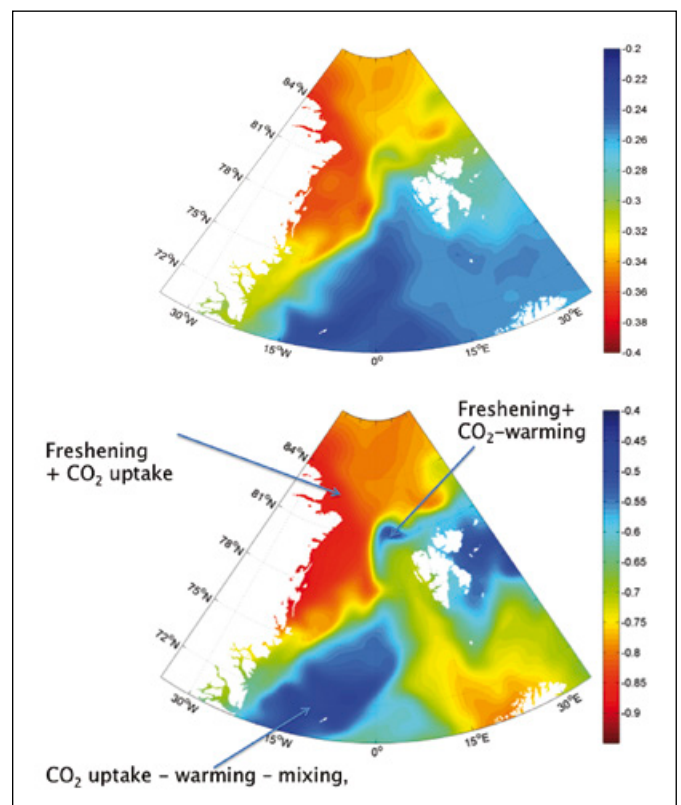 84°N
81°N
78°N
75°N
72°N
30°W
15°W
0°
15°E
30°E
-0.2
-0.22
-0.24
-0.26
-0.28
-0.3
-0.32
-0.34
-0.36
-0.38
-0.4
Freshening+
CO₂-warming
Freshening
+ CO₂ uptake
84°N
81°N
78°N
75°N
72°N
30°W
15°W
0°
15°E
30°E
-0.4
-0.45
-0.5
-0.55
-0.6
-0.65
-0.7
-0.75
-0.8
-0.85
-0.9
CO₂ uptake – warming – mixing,